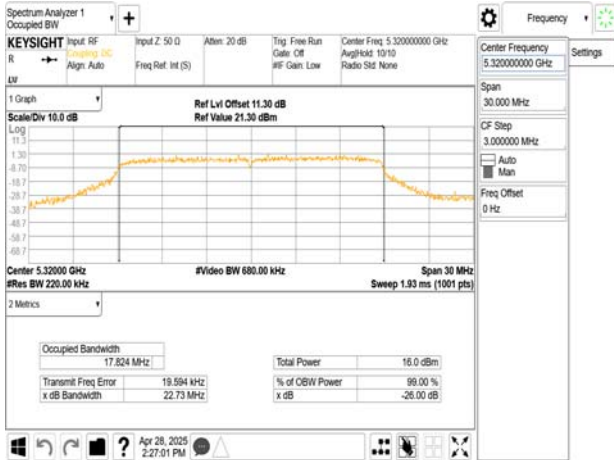 Spectrum Analyzer 1
Occupied BW
Frequency
KEYSIGHT Input: RF Input Z: 50 Ω Atten: 20 dB Trig: Free Run Center Freq: 5.320000000 GHz
R Coupling: DC Gate: Off Avg|Hold: 10/10
Align: Auto Freq Ref: Int (S) #IF Gain: Low Radio Std: None
LXI
Center Frequency
5.320000000 GHz
Settings
Span
30.000 MHz
CF Step
3.000000 MHz
Auto
Man
Freq Offset
0 Hz
1 Graph
Ref Lvl Offset 11.30 dB
Scale/Div 10.0 dB Ref Value 21.30 dBm
Log
11.3
1.30
-8.70
-18.7
-28.7
-38.7
-48.7
-58.7
-68.7
Center 5.32000 GHz #Video BW 680.00 kHz Span 30 MHz
#Res BW 220.00 kHz Sweep 1.93 ms (1001 pts)
2 Metrics
Occupied Bandwidth
17.824 MHz Total Power 16.0 dBm
Transmit Freq Error 19.594 kHz % of OBW Power 99.00 %
x dB Bandwidth 22.73 MHz x dB -26.00 dB
Apr 28, 2025
2:27:01 PM